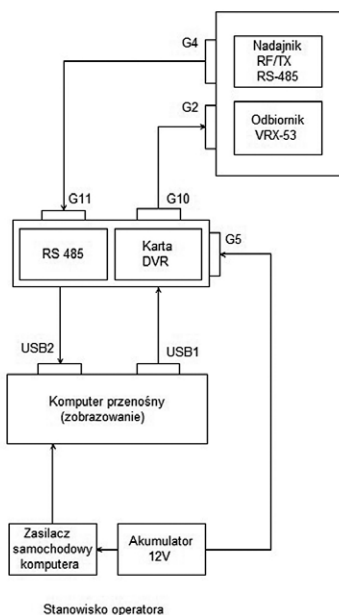 G4
Nadajnik
RF/TX
RS-485
G2
Odbiornik
VRX-53
G11
G10
RS 485
Karta
DVR
G5
USB2
USB1
Komputer przenośny
(zobrazowanie)
Zasilacz
samochodowy
komputera
Akumulator
12V
Stanowisko operatora